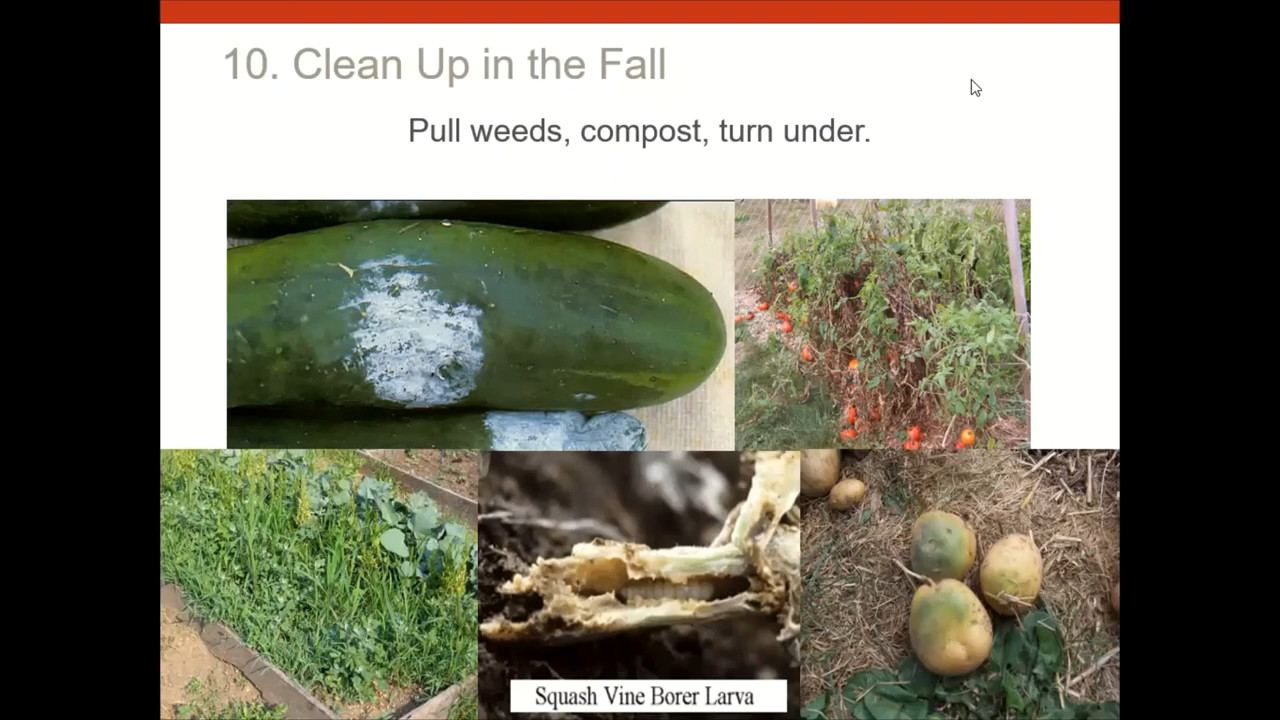 10. Clean Up in the Fall
Pull weeds, compost, turn under.
Squash Vine Borer Larva